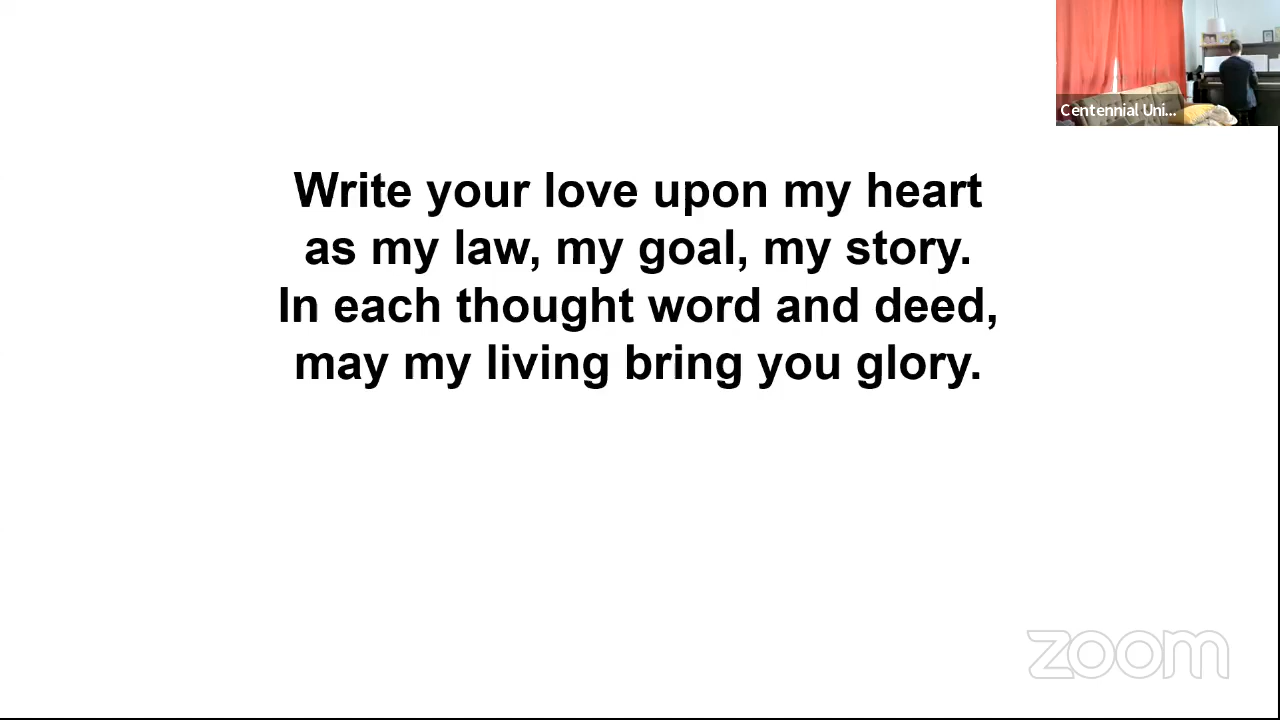 Centennial Uni...
Write your love upon my heart
as my law, my goal, my story.
In each thought word and deed,
may my living bring you glory.
zoom